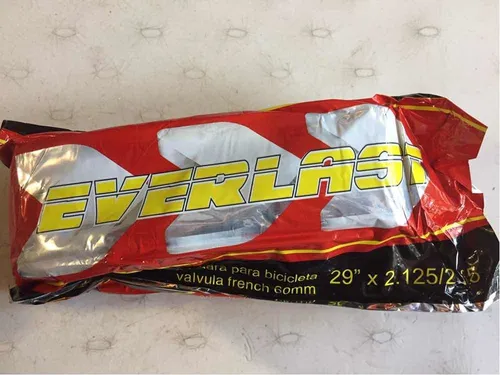 EVERLAST
para bicicleta
valvula french 60mm
29" x 2.125/2.